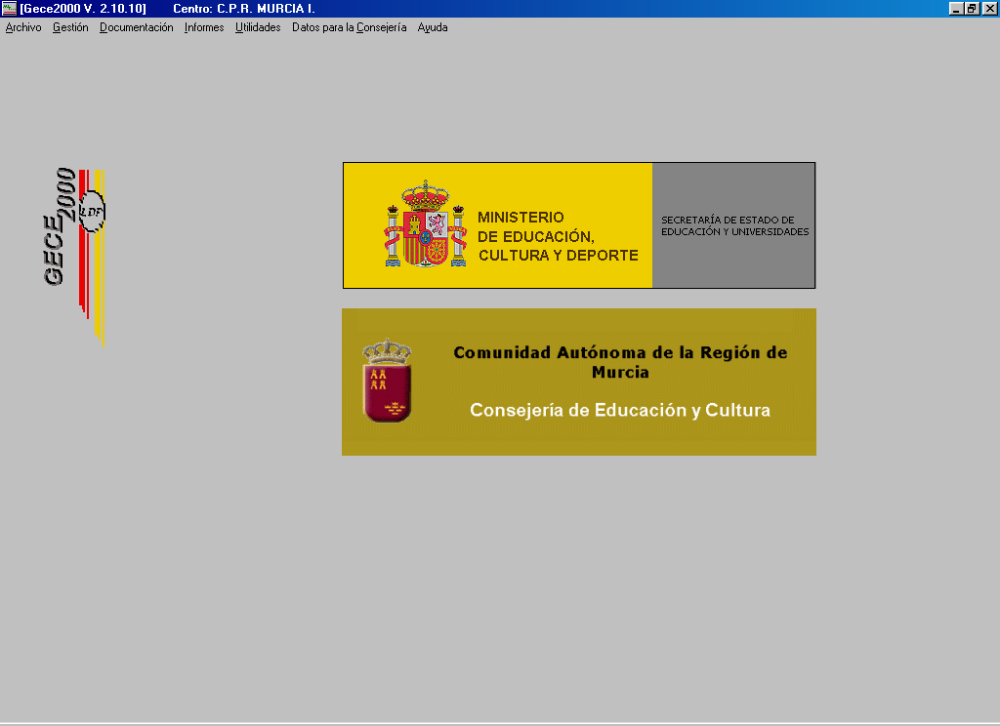 [Gece2000 V. 2.10.10] Centro: C.P.R. MURCIA I.
Archivo Gestión Documentación Informes Utilidades Datos para la Consejería Ayuda
GECE
2000
LDF
MINISTERIO
DE EDUCACIÓN,
CULTURA Y DEPORTE
SECRETARÍA DE ESTADO DE
EDUCACIÓN Y UNIVERSIDADES
Comunidad Autónoma de la Región de
Murcia
Consejería de Educación y Cultura